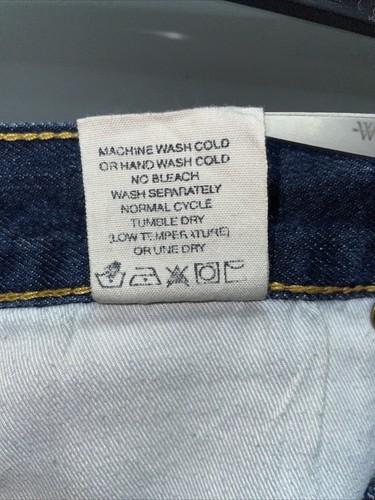 MACHINE WASH COLD
OR HAND WASH COLD
NO BLEACH
WASH SEPARATELY
NORMAL CYCLE
TUMBLE DRY
(LOW TEMPERATURE)
OR LINE DRY